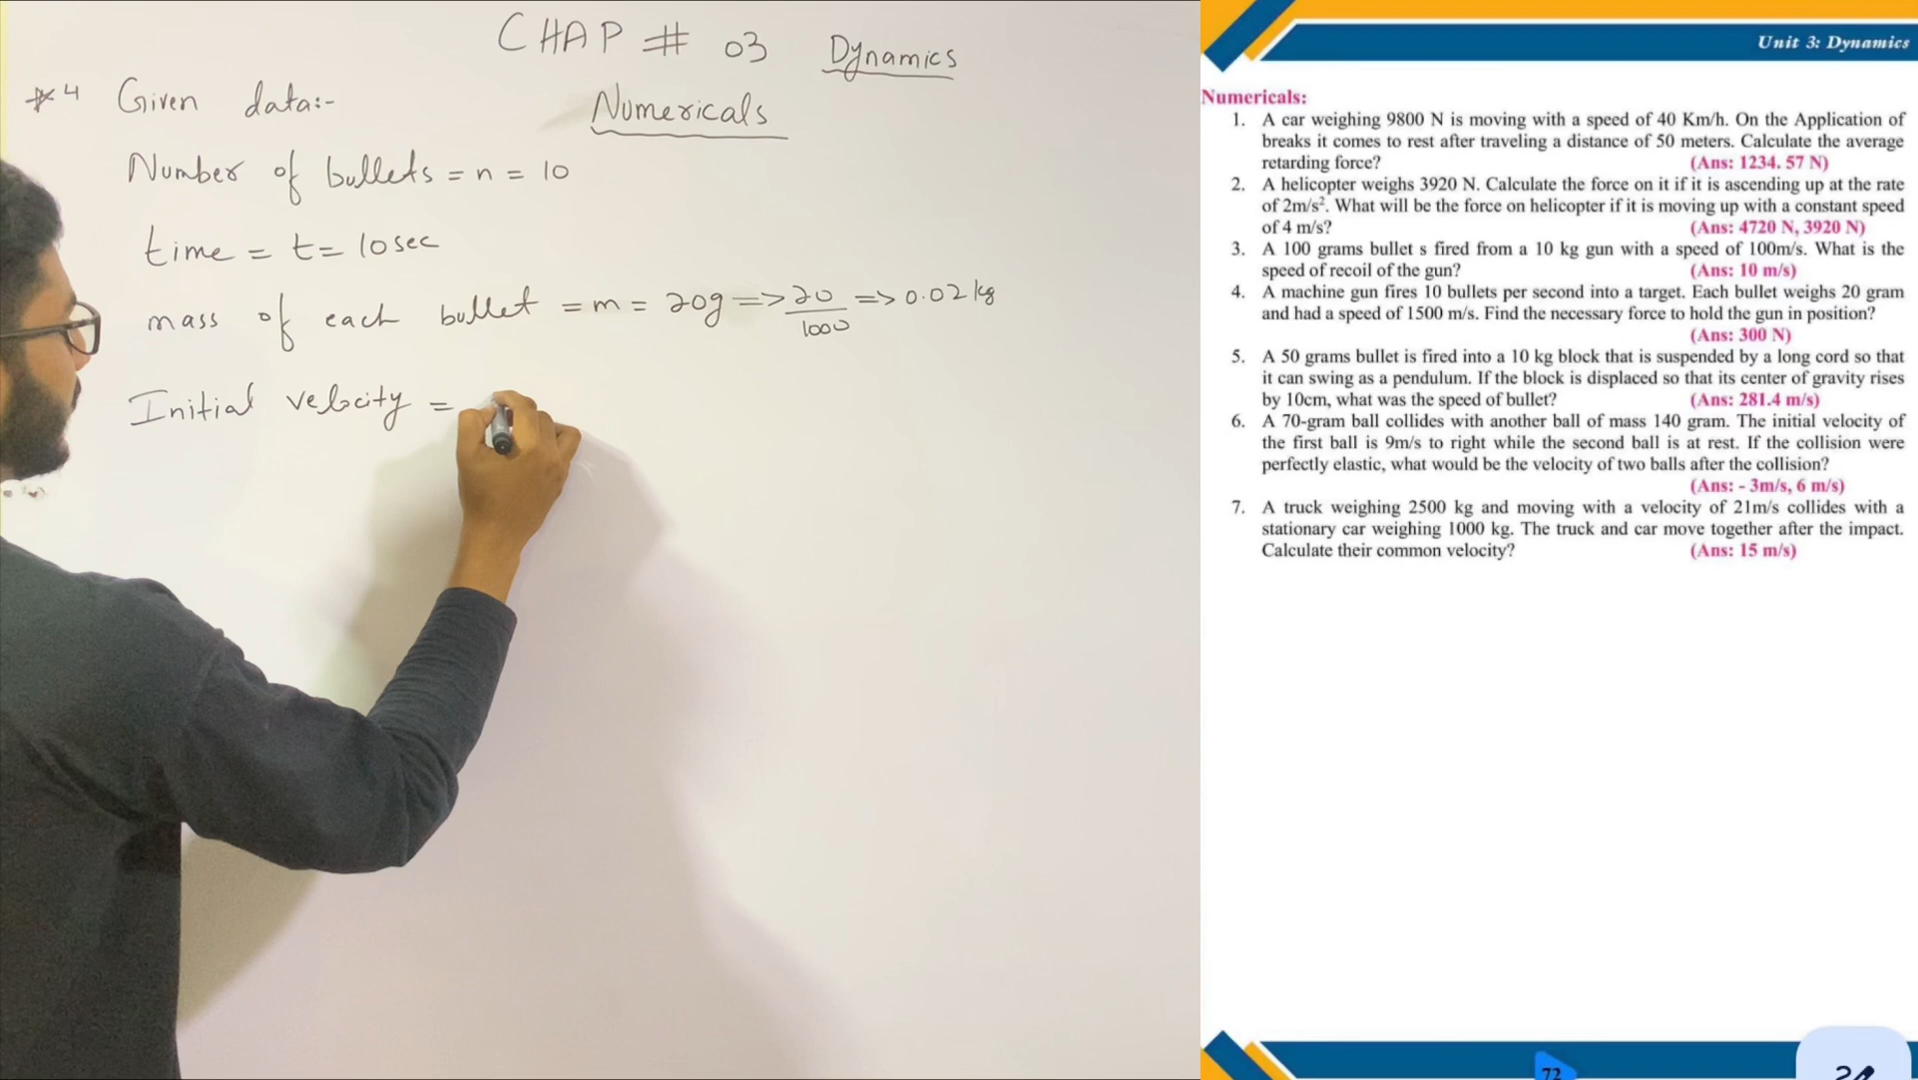 CHAP # 03 Dynamics
Numericals
*4 Given data:-
Number of bullets = n = 10
time = t = 10 sec
mass of each bullet = m = 20g => 20/1000 => 0.02 kg
Initial velocity =
Unit 3: Dynamics
Numericals:
1. A car weighing 9800 N is moving with a speed of 40 Km/h. On the Application of
breaks it comes to rest after traveling a distance of 50 meters. Calculate the average
retarding force? (Ans: 1234. 57 N)
2. A helicopter weighs 3920 N. Calculate the force on it if it is ascending up at the rate
of 2m/s². What will be the force on helicopter if it is moving up with a constant speed
of 4 m/s? (Ans: 4720 N, 3920 N)
3. A 100 grams bullet s fired from a 10 kg gun with a speed of 100m/s. What is the
speed of recoil of the gun? (Ans: 10 m/s)
4. A machine gun fires 10 bullets per second into a target. Each bullet weighs 20 gram
and had a speed of 1500 m/s. Find the necessary force to hold the gun in position?
(Ans: 300 N)
5. A 50 grams bullet is fired into a 10 kg block that is suspended by a long cord so that
it can swing as a pendulum. If the block is displaced so that its center of gravity rises
by 10cm, what was the speed of bullet? (Ans: 281.4 m/s)
6. A 70-gram ball collides with another ball of mass 140 gram. The initial velocity of
the first ball is 9m/s to right while the second ball is at rest. If the collision were
perfectly elastic, what would be the velocity of two balls after the collision?
(Ans: - 3m/s, 6 m/s)
7. A truck weighing 2500 kg and moving with a velocity of 21m/s collides with a
stationary car weighing 1000 kg. The truck and car move together after the impact.
Calculate their common velocity? (Ans: 15 m/s)
72